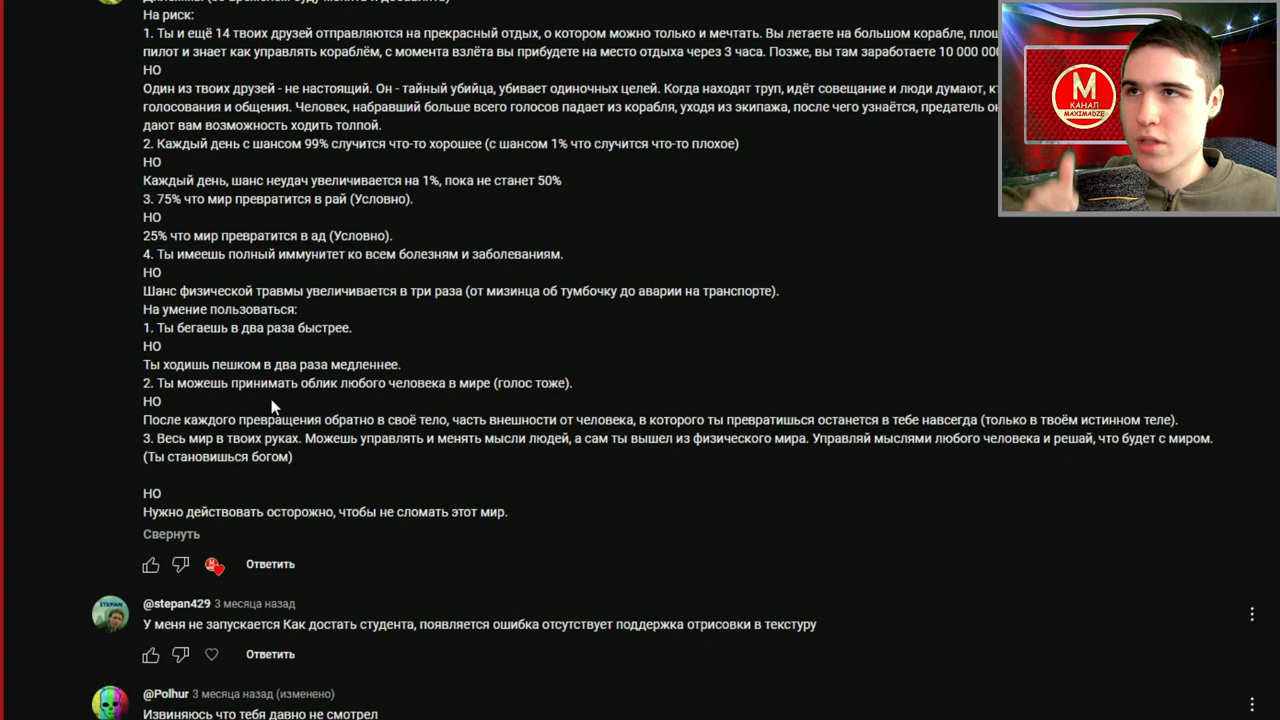 Дилеммы (со временем буду менять и добавлять)
На риск:
1. Ты и ещё 14 твоих друзей отправляются на прекрасный отдых, о котором можно только и мечтать. Вы летаете на большом корабле,
пилот и знает как управлять кораблём, с момента взлёта вы прибудете на место отдыха через 3 часа. Позже, вы там заработаете 10 000
НО
Один из твоих друзей - не настоящий. Он - тайный убийца, убивает одиночных целей. Когда находят труп, идёт совещание и люди думают,
голосования и общения. Человек, набравший больше всего голосов падает из корабля, уходя из экипажа, после чего узнаётся, предатель
дают вам возможность ходить толпой.
2. Каждый день с шансом 99% случится что-то хорошее (с шансом 1% что случится что-то плохое)
НО
Каждый день, шанс неудач увеличивается на 1%, пока не станет 50%
3. 75% что мир превратится в рай (Условно).
НО
25% что мир превратится в ад (Условно).
4. Ты имеешь полный иммунитет ко всем болезням и заболеваниям.
НО
Шанс физической травмы увеличивается в три раза (от мизинца об тумбочку до аварии на транспорте).
На умение пользоваться:
1. Ты бегаешь в два раза быстрее.
НО
Ты ходишь пешком в два раза медленнее.
2. Ты можешь принимать облик любого человека в мире (голос тоже).
НО
После каждого превращения обратно в своё тело, часть внешности от человека, в которого ты превратишься останется в тебе навсегда (только в твоём истинном теле).
3. Весь мир в твоих руках. Можешь управлять и менять мысли людей, а сам ты вышел из физического мира. Управляй мыслями любого человека и решай, что будет с миром.
(Ты становишься богом)
НО
Нужно действовать осторожно, чтобы не сломать этот мир.
Свернуть
Ответить
STEPAN
@stepan429 3 месяца назад
У меня не запускается Как достать студента, появляется ошибка отсутствует поддержка отрисовки в текстуру
Ответить
@Polhur 3 месяца назад (изменено)
Извиняюсь что тебя давно не смотрел
М
КАНАЛ
MAXIMADZE